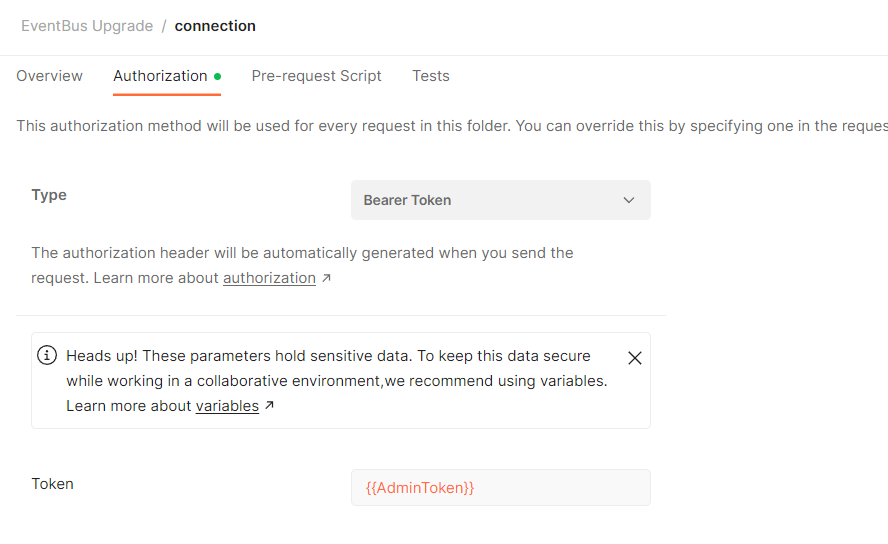 EventBus Upgrade / connection
Overview Authorization Pre-request Script Tests
This authorization method will be used for every request in this folder. You can override this by specifying one in the reques
Type
Bearer Token
The authorization header will be automatically generated when you send the
request. Learn more about authorization ↗
Heads up! These parameters hold sensitive data. To keep this data secure
while working in a collaborative environment,we recommend using variables.
Learn more about variables ↗
Token
{{AdminToken}}